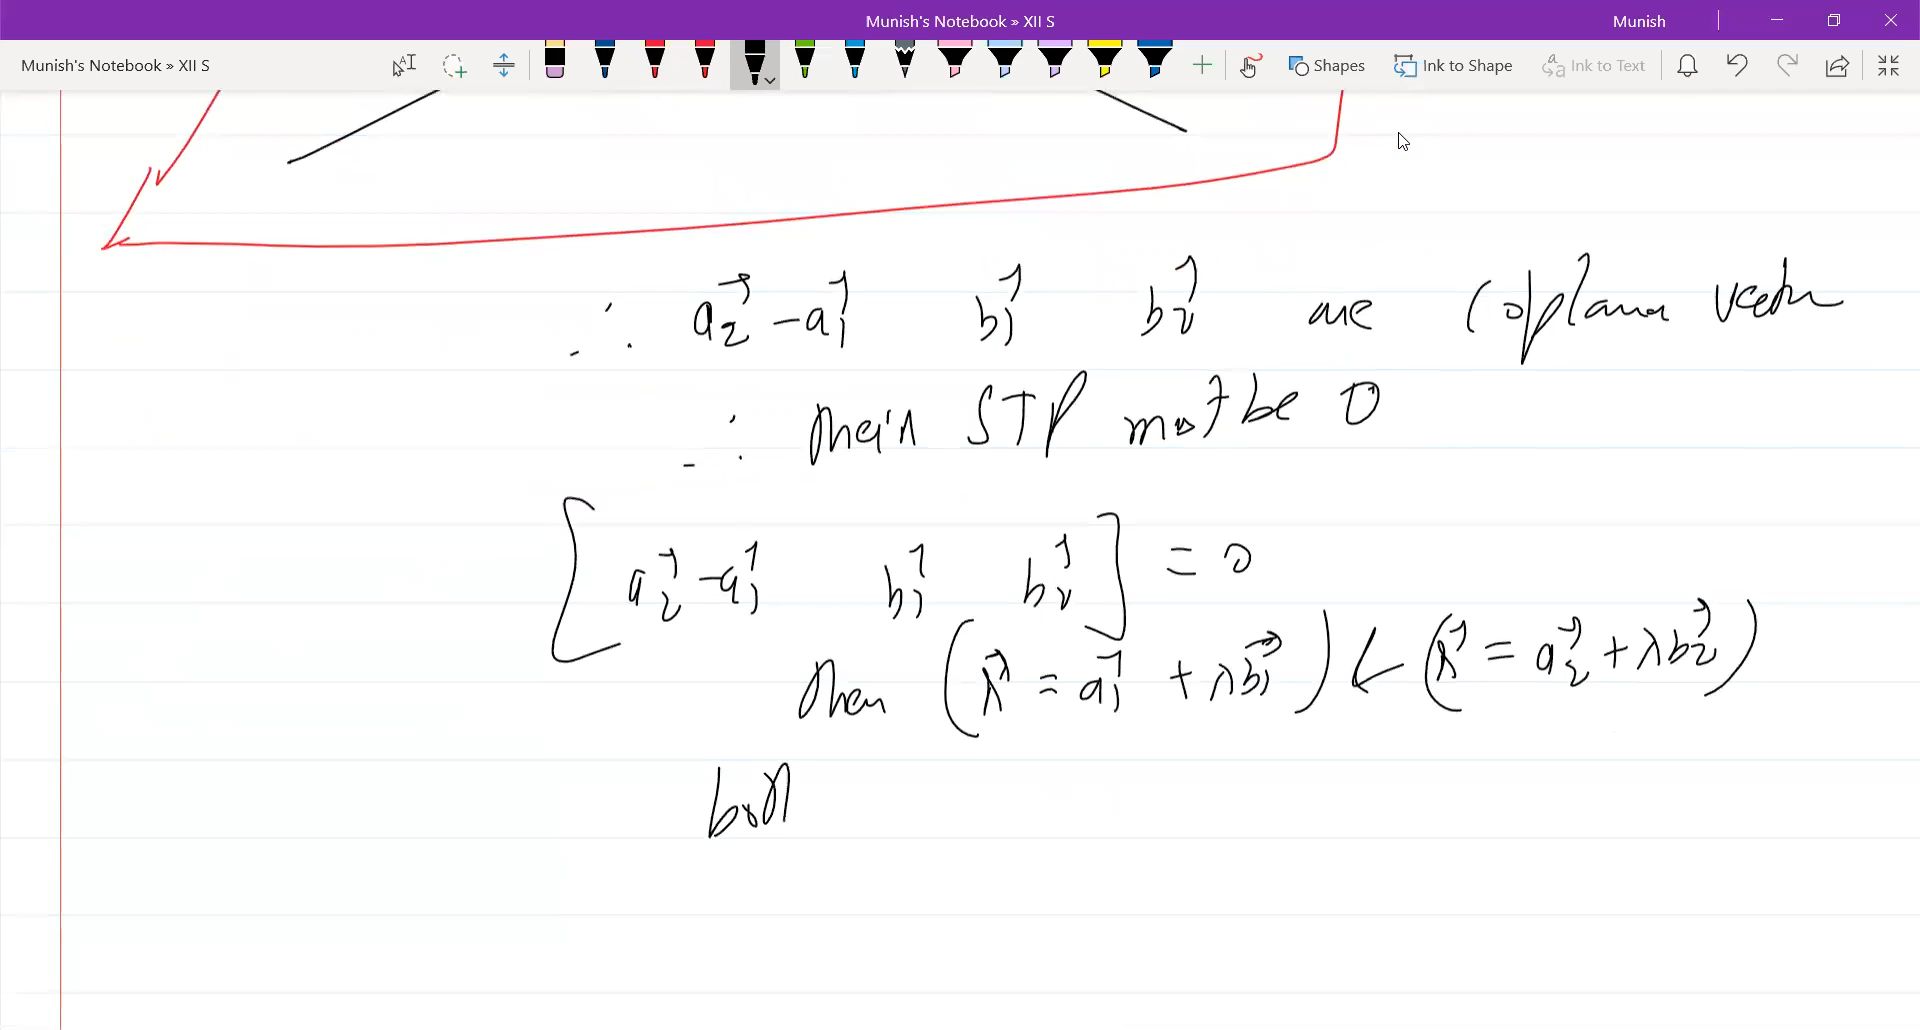 Munish's Notebook » XII S
Munish
Munish's Notebook » XII S
Shapes
Ink to Shape
Ink to Text
∴ a₂⃗ - a₁⃗ b₁⃗ b₂⃗ are Coplanar vector
∴ their STP must be 0
[ a₂⃗ - a₁⃗ b₁⃗ b₂⃗ ] = 0
then ( r⃗ = a₁⃗ + λb₁⃗ ) & ( r⃗ = a₂⃗ + λb₂⃗ )
both